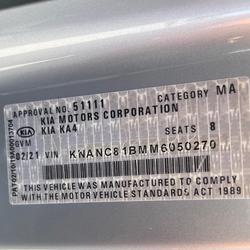 APPROVAL NO. 51111
CATEGORY MA
KIA MOTORS CORPORATION
KIA KA4
KIA
SEATS 8
GVM
02/21 VIN KNANC81BMM6050270
THIS VEHICLE WAS MANUFACTURED TO COMPLY
WITH THE MOTOR VEHICLE STANDARDS ACT 1989